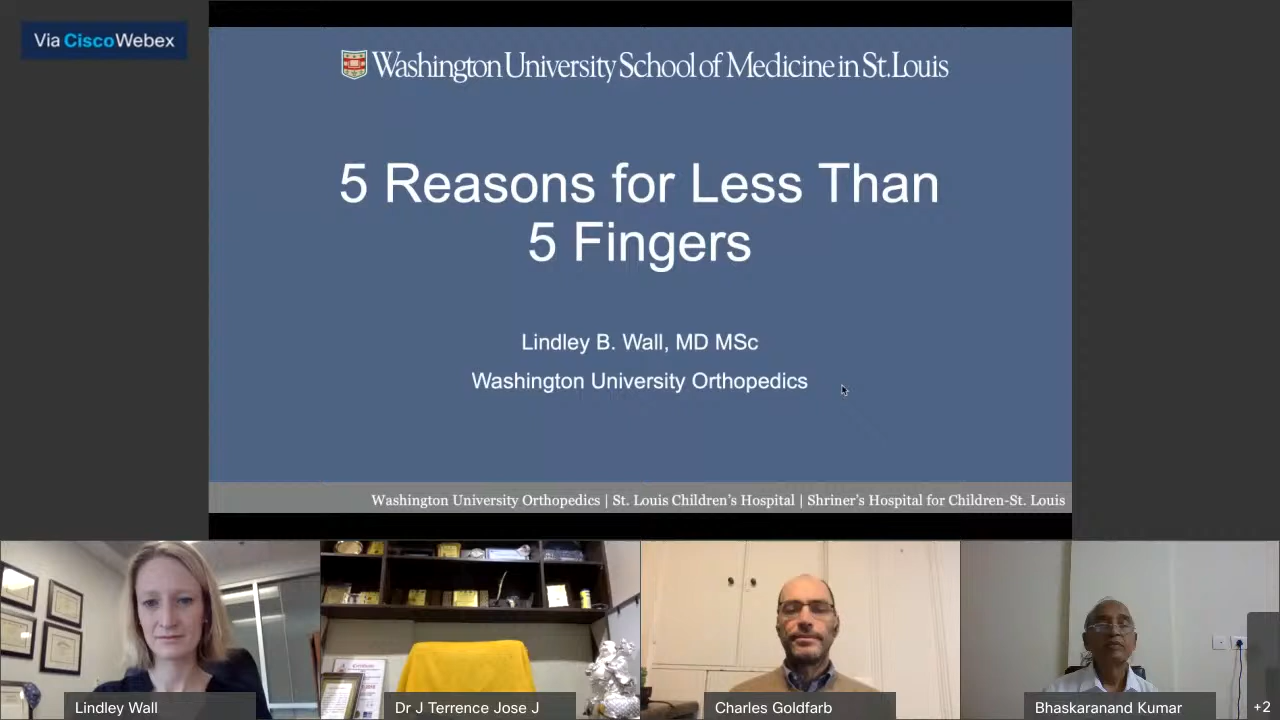 Via CiscoWebex
Washington University School of Medicine in St. Louis
5 Reasons for Less Than
5 Fingers
Lindley B. Wall, MD MSc
Washington University Orthopedics
Washington University Orthopedics | St. Louis Children's Hospital | Shriner's Hospital for Children-St. Louis
Lindley Wall
Dr J Terrence Jose J
Charles Goldfarb
Bhaskaranand Kumar
+2